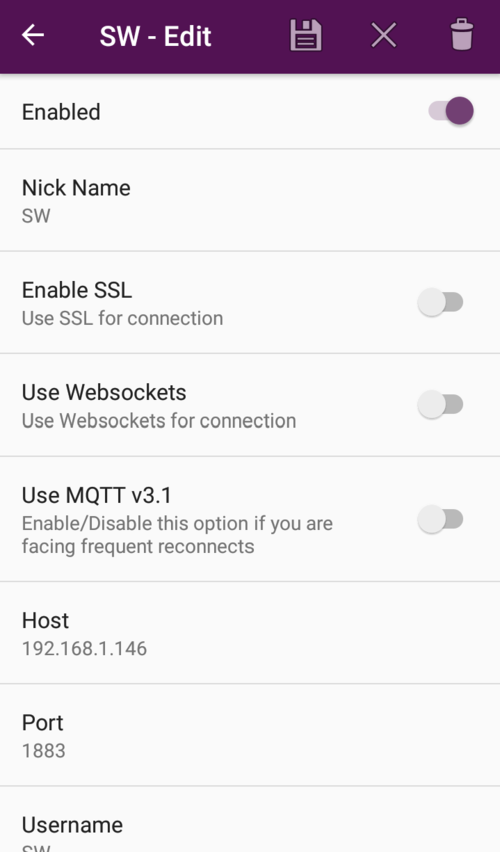 SW - Edit
Enabled
Nick Name
SW
Enable SSL
Use SSL for connection
Use Websockets
Use Websockets for connection
Use MQTT v3.1
Enable/Disable this option if you are
facing frequent reconnects
Host
192.168.1.146
Port
1883
Username
SW